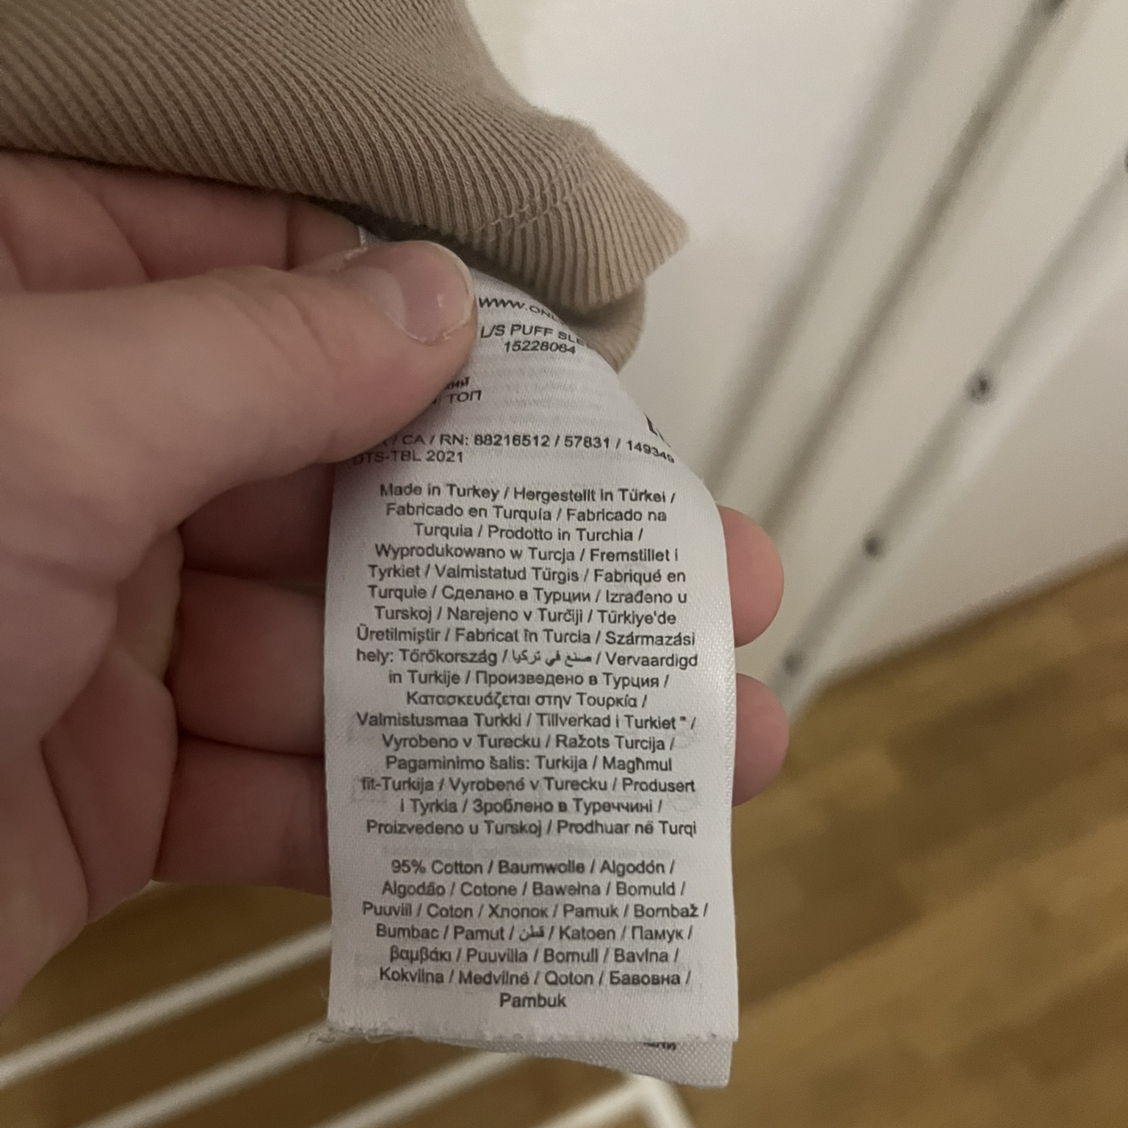 WWW.ONL
L/S PUFF SLE
15228064
ТОП
/ CA / RN: 88216512 / 57831 / 149349
DTS-TBL 2021
Made in Turkey / Hergestellt in Türkei /
Fabricado en Turquía / Fabricado na
Turquia / Prodotto in Turchia /
Wyprodukowano w Turcja / Fremstillet i
Tyrkiet / Valmistatud Türgis / Fabriqué en
Turquie / Сделано в Турции / Izrađeno u
Turskoj / Narejeno v Turčiji / Türkiye'de
Üretilmiştir / Fabricat în Turcia / Származási
hely: Törökország / صنع في تركيا / Vervaardigd
in Turkije / Произведено в Турция /
Κατασκευάζεται στην Τουρκία /
Valmistusmaa Turkki / Tillverkad i Turkiet " /
Vyrobeno v Turecku / Ražots Turcija /
Pagaminimo šalis: Turkija / Magħmul
fit-Turkija / Vyrobené v Turecku / Produsert
i Tyrkia / Зроблено в Туреччині /
Proizvedeno u Turskoj / Prodhuar në Turqi
95% Cotton / Baumwolle / Algodón /
Algodão / Cotone / Bawełna / Bomuld /
Puuvill / Coton / Хлопок / Pamuk / Bombaž /
Bumbac / Pamut / قطن / Katoen / Памук /
βαμβάκι / Puuvilla / Bomull / Bavlna /
Kokvilna / Medvilnė / Qoton / Бавовна /
Pambuk